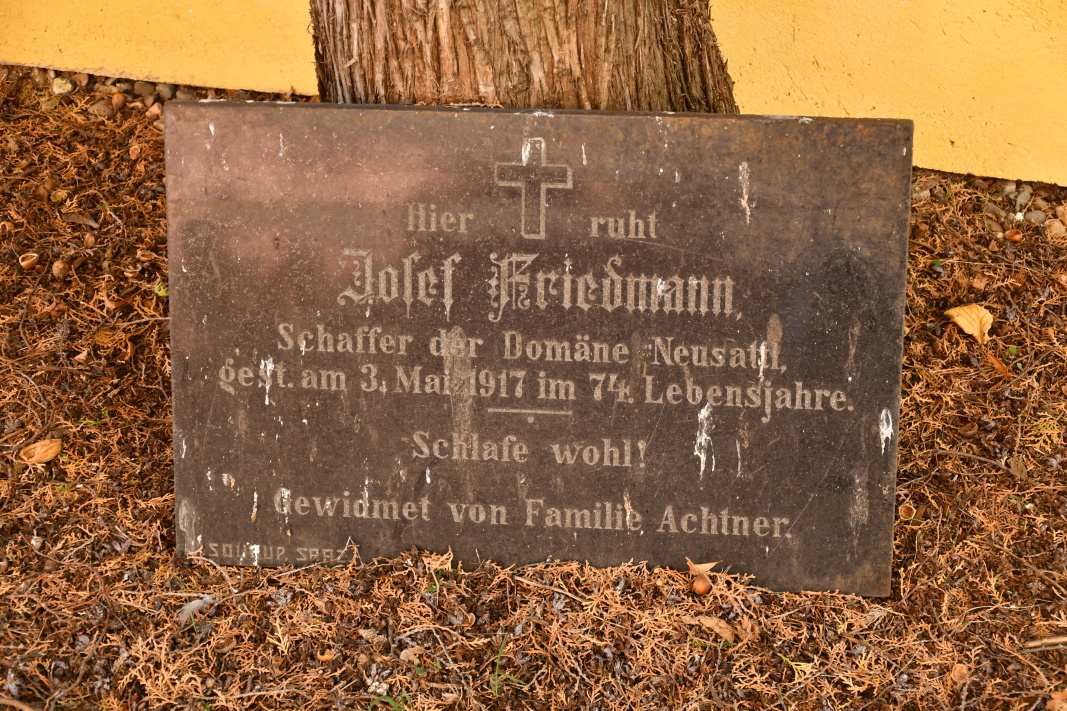 Hier ruht
Josef Friedmann,
Schaffer der Domäne Neusattl,
gest. am 3. Mai 1917 im 74. Lebensjahre.
Schlafe wohl!
Gewidmet von Familie Achtner.
SAAZ